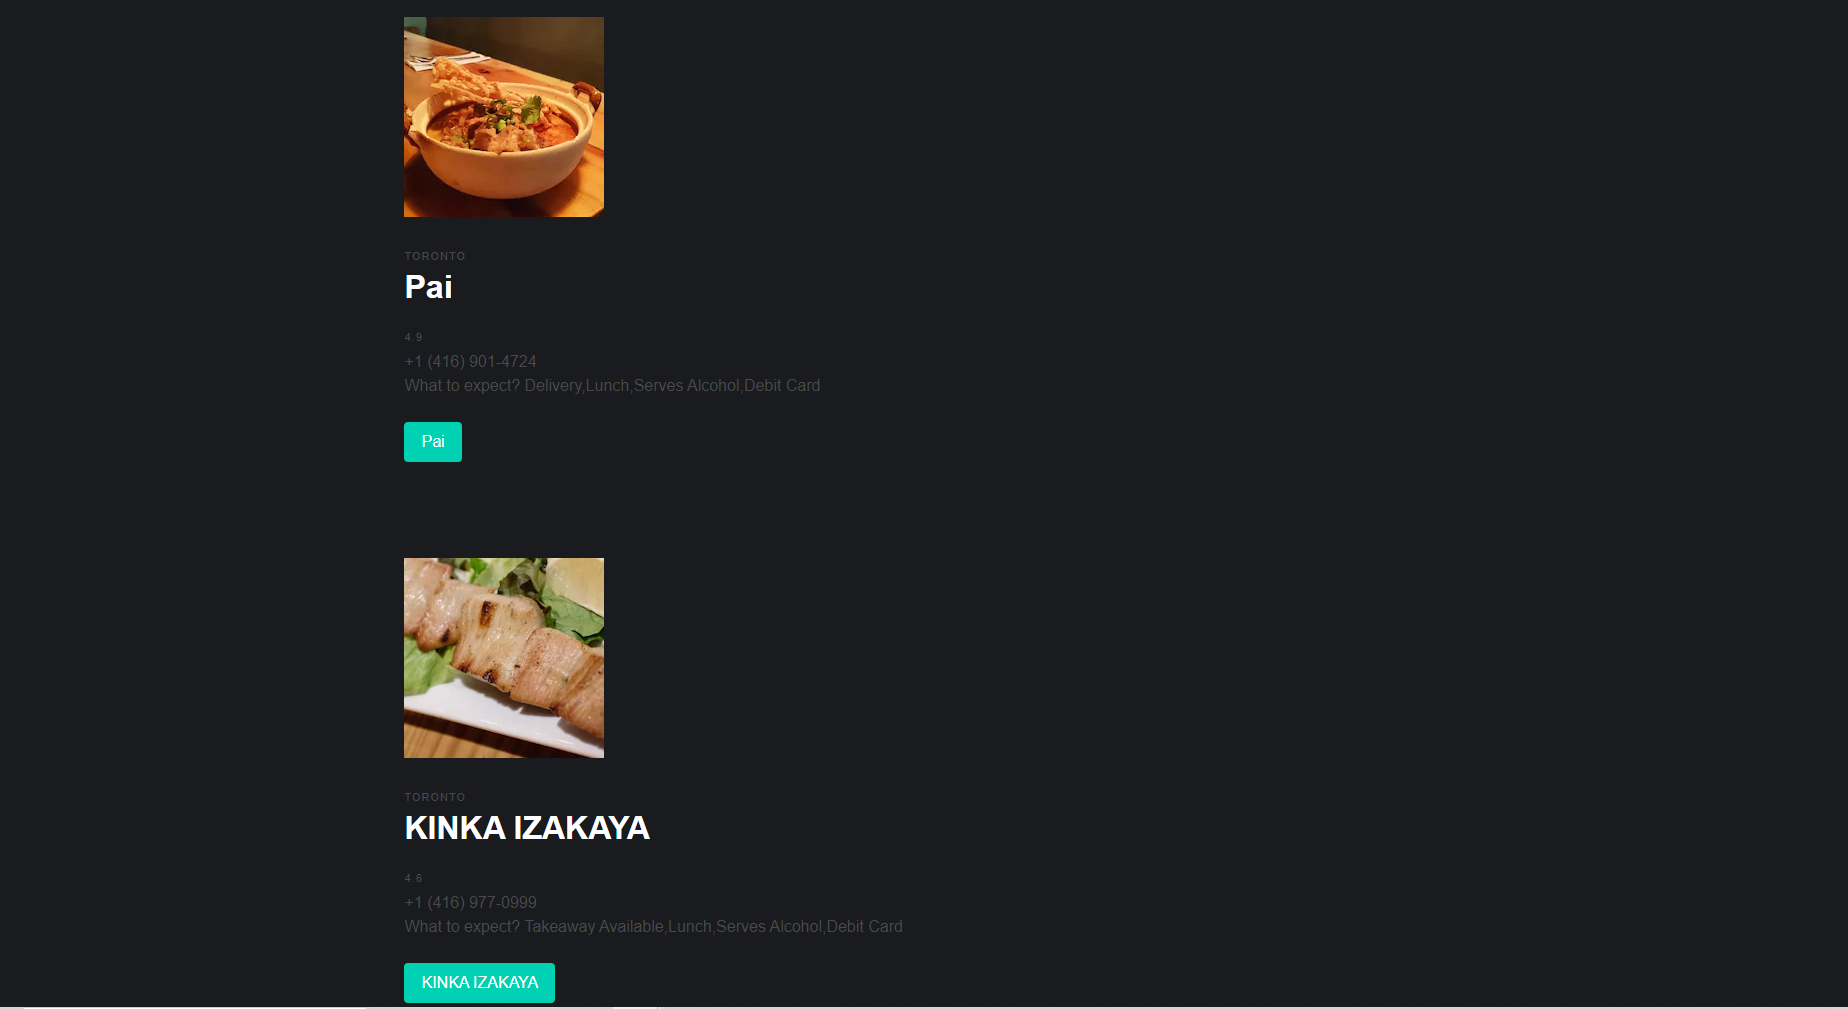 TORONTO
Pai
4.9
+1 (416) 901-4724
What to expect? Delivery,Lunch,Serves Alcohol,Debit Card
Pai
TORONTO
KINKA IZAKAYA
4.6
+1 (416) 977-0999
What to expect? Takeaway Available,Lunch,Serves Alcohol,Debit Card
KINKA IZAKAYA